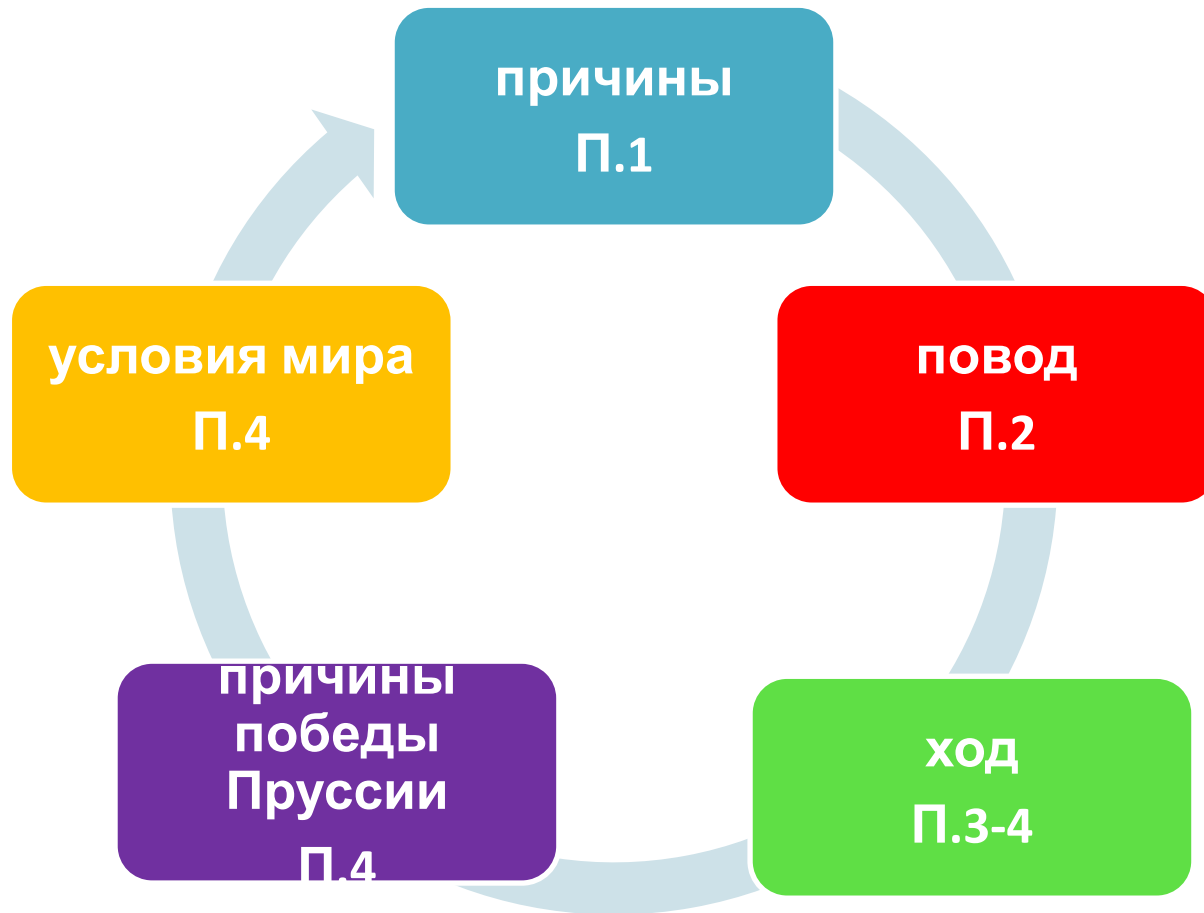 причины
П.1
повод
П.2
ход
П.3-4
причины
победы
Пруссии
П.4
условия мира
П.4